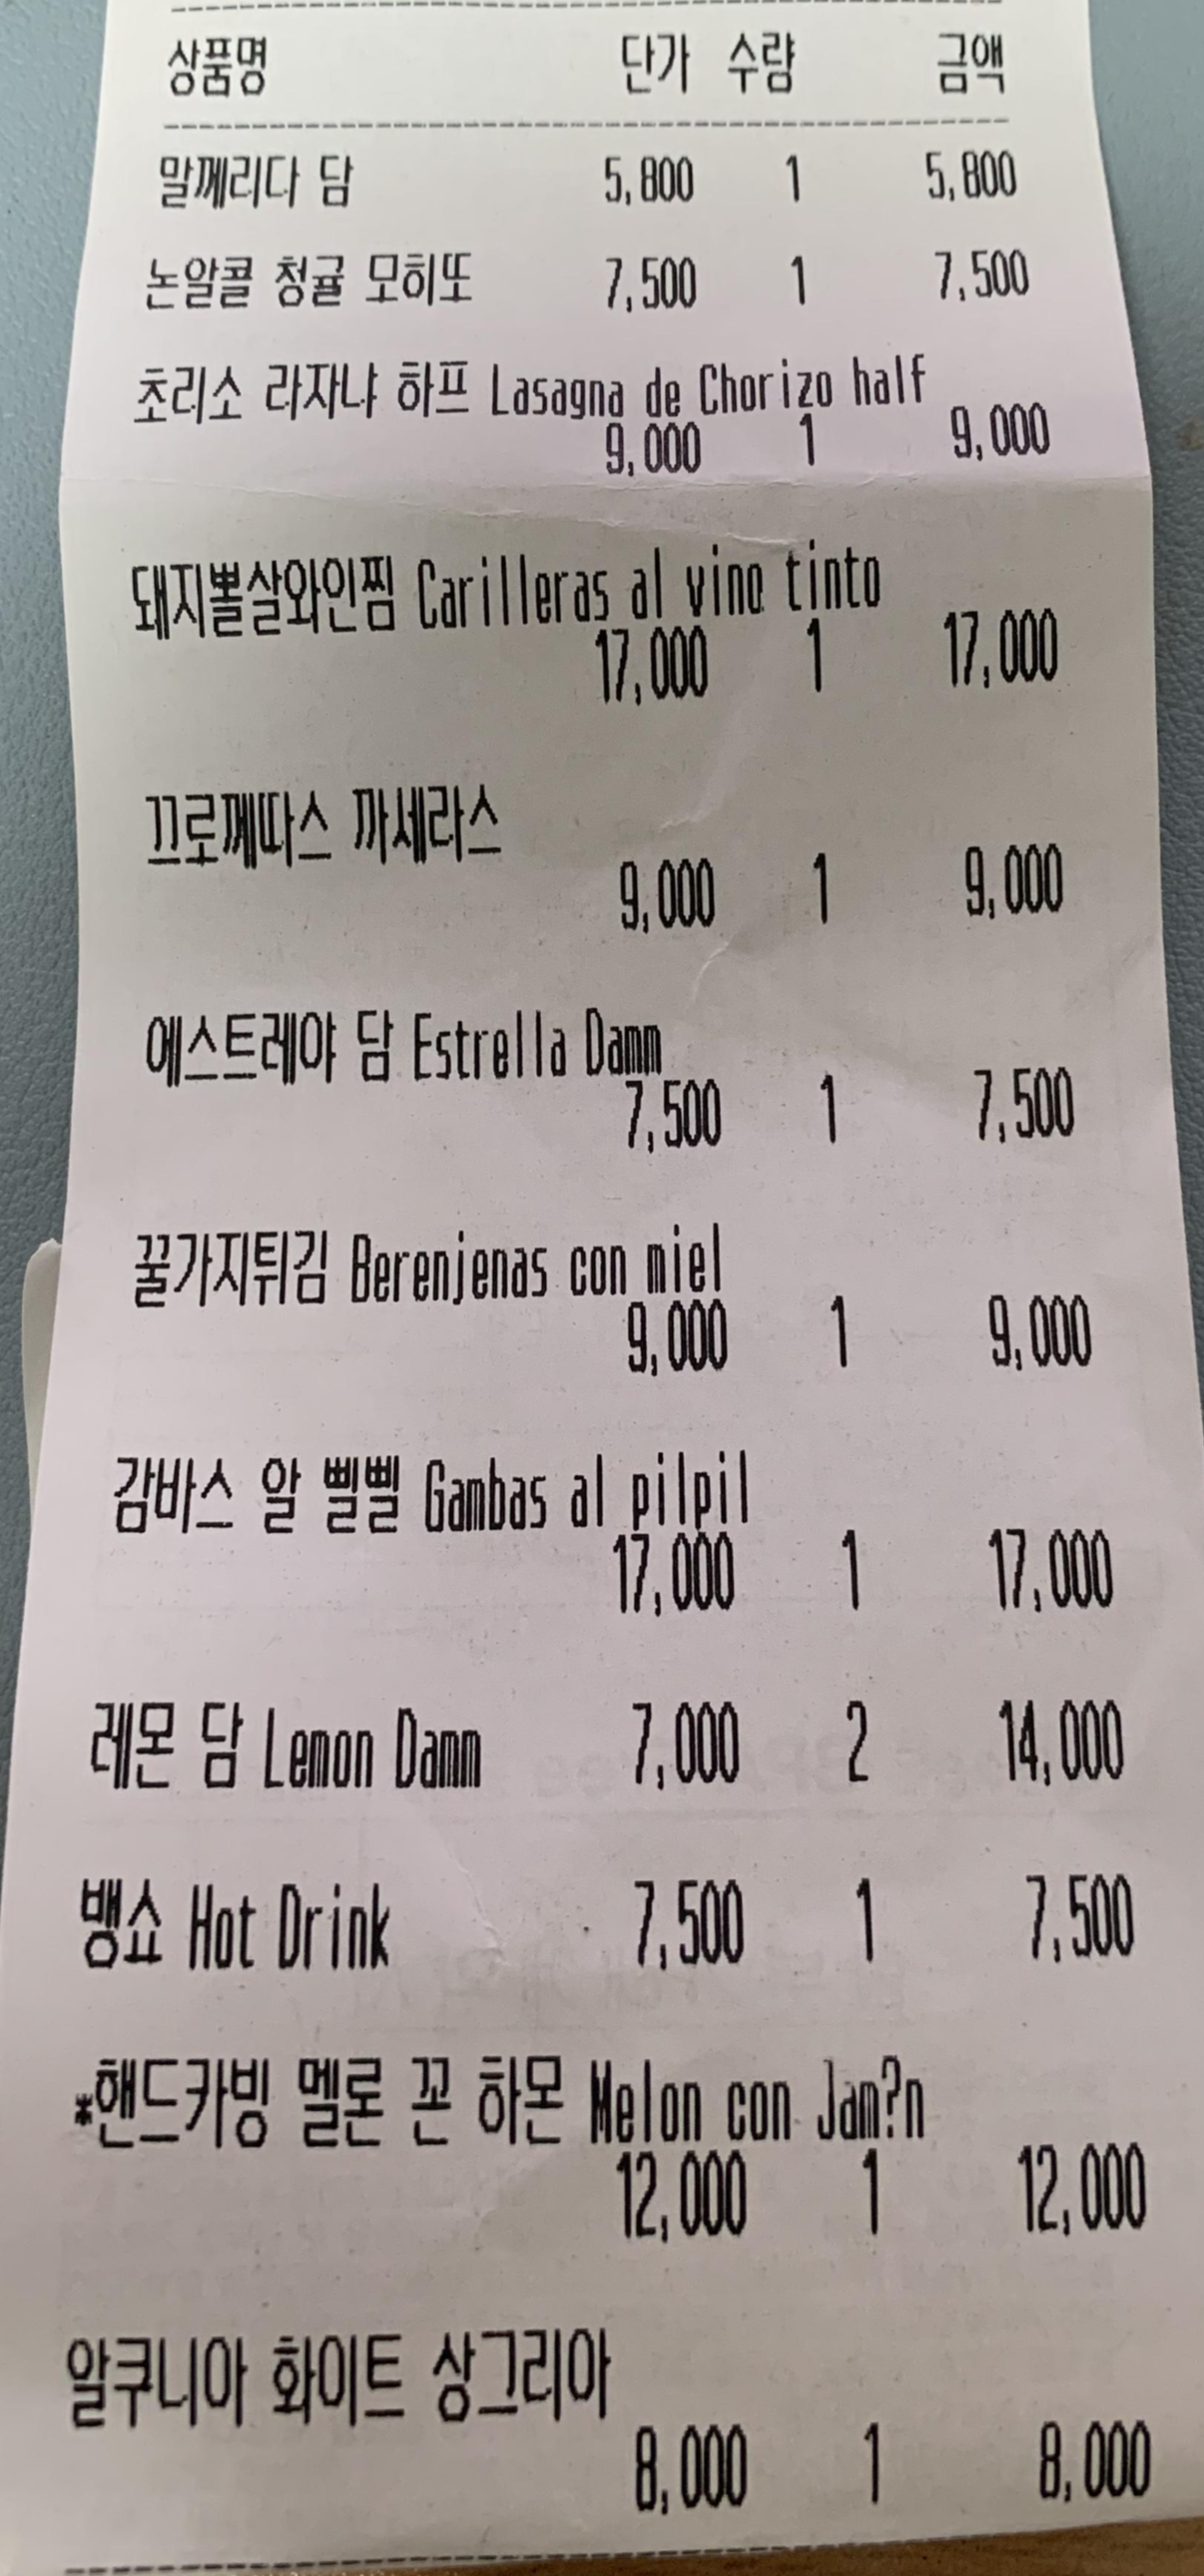 상품명 단가 수량 금액
말께리다 담 5,800 1 5,800
논알콜 청귤 모히또 7,500 1 7,500
초리소 라자냐 하프 Lasagna de Chorizo half
9,000 1 9,000
돼지뽈살와인찜 Carilleras al vino tinto
17,000 1 17,000
끄로께따스 까세라스
9,000 1 9,000
에스트레야 담 Estrella Damm
7,500 1 7,500
꿀가지튀김 Berenjenas con miel
9,000 1 9,000
감바스 알 삘삘 Gambas al pilpil
17,000 1 17,000
레몬 담 Lemon Damm 7,000 2 14,000
뱅쇼 Hot Drink 7,500 1 7,500
*핸드카빙 멜론 꼰 하몬 Melon con Jam?n
12,000 1 12,000
알쿠니아 화이트 상그리아
8,000 1 8,000